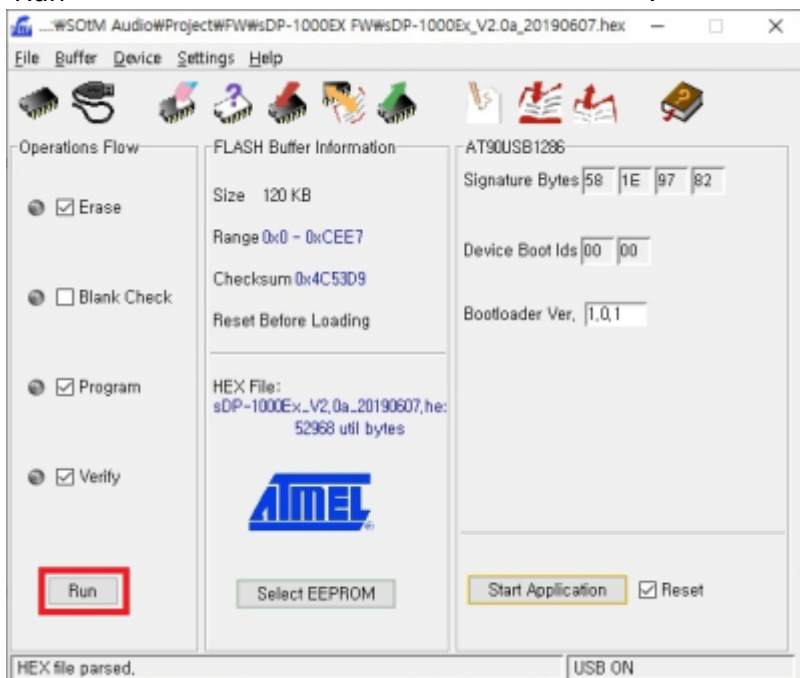 ....₩SOtM Audio₩Project₩FW₩sDP-1000EX FW₩sDP-1000Ex_V2.0a_20190607.hex
File Buffer Device Settings Help
Operations Flow
Erase
Blank Check
Program
Verify
Run
FLASH Buffer Information
Size 120 KB
Range 0x0 - 0xCEE7
Checksum 0x4C53D9
Reset Before Loading
HEX File:
sDP-1000Ex_V2,0a_20190607,he:
52968 util bytes
ATMEL
Select EEPROM
AT90USB1286
Signature Bytes 58 1E 97 82
Device Boot Ids 00 00
Bootloader Ver, 1,0,1
Start Application Reset
HEX file parsed,
USB ON